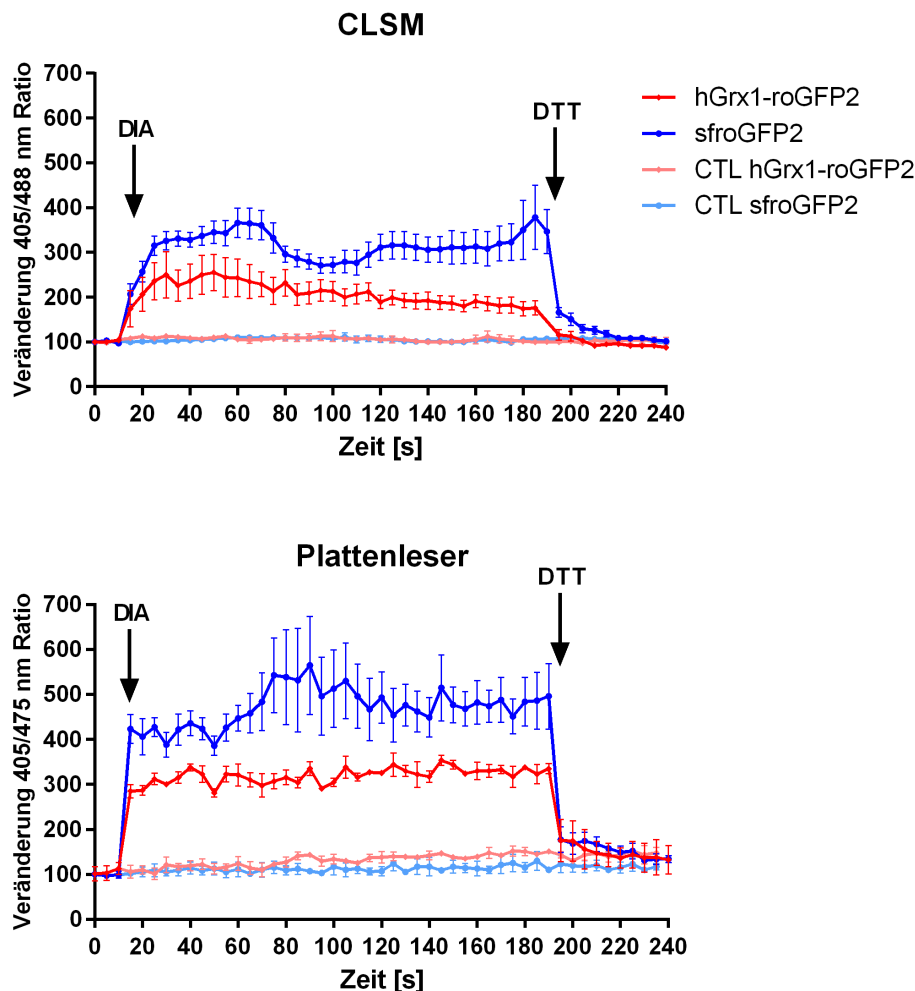 CLSM
Veränderung 405/488 nm Ratio
700
600
500
400
300
200
100
0
DIA
DTT
0 20 40 60 80 100 120 140 160 180 200 220 240
Zeit [s]
hGrx1-roGFP2
sfroGFP2
CTL hGrx1-roGFP2
CTL sfroGFP2
Plattenleser
Veränderung 405/475 nm Ratio
700
600
500
400
300
200
100
0
DIA
DTT
0 20 40 60 80 100 120 140 160 180 200 220 240
Zeit [s]